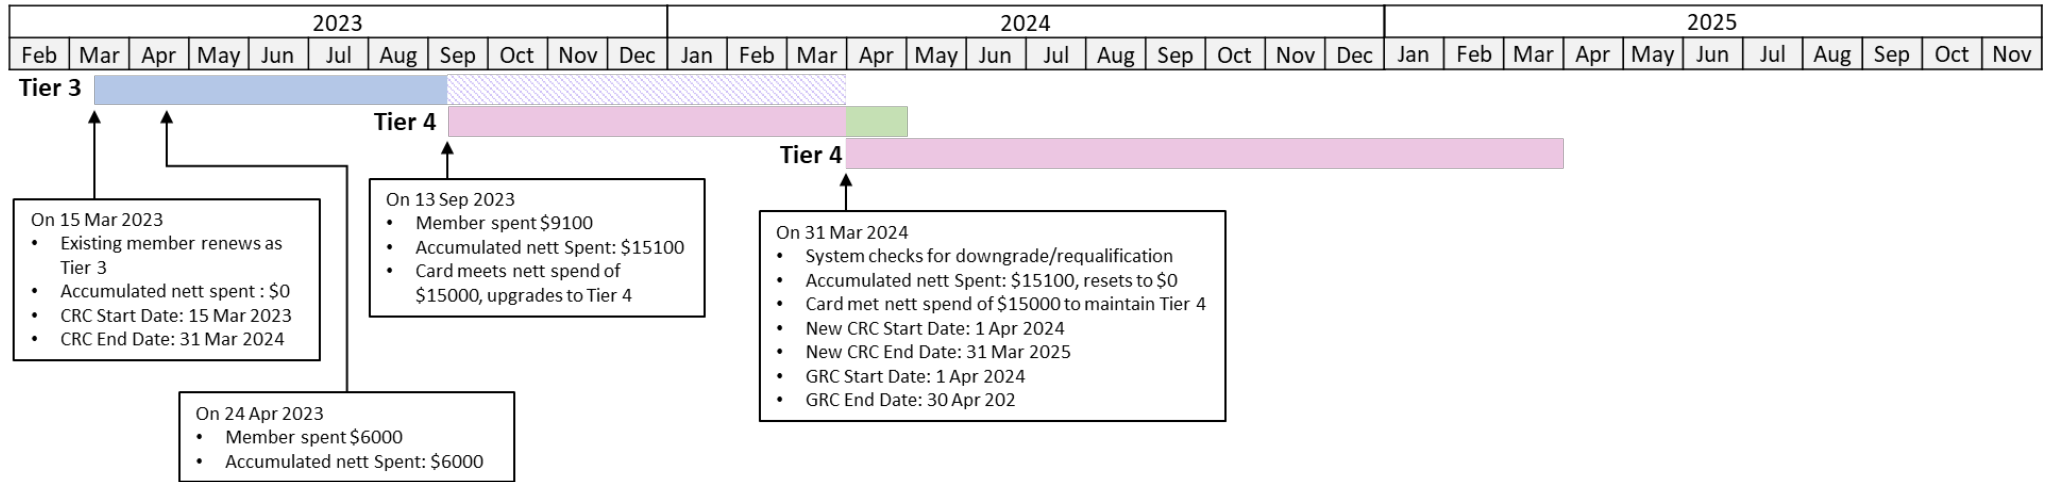 2023 2024 2025
Feb Mar Apr May Jun Jul Aug Sep Oct Nov Dec Jan Feb Mar Apr May Jun Jul Aug Sep Oct Nov Dec Jan Feb Mar Apr May Jun Jul Aug Sep Oct Nov
Tier 3
Tier 4
Tier 4
On 15 Mar 2023
• Existing member renews as
Tier 3
• Accumulated nett spent : $0
• CRC Start Date: 15 Mar 2023
• CRC End Date: 31 Mar 2024
On 24 Apr 2023
• Member spent $6000
• Accumulated nett Spent: $6000
On 13 Sep 2023
• Member spent $9100
• Accumulated nett Spent: $15100
• Card meets nett spend of
$15000, upgrades to Tier 4
On 31 Mar 2024
• System checks for downgrade/requalification
• Accumulated nett Spent: $15100, resets to $0
• Card met nett spend of $15000 to maintain Tier 4
• New CRC Start Date: 1 Apr 2024
• New CRC End Date: 31 Mar 2025
• GRC Start Date: 1 Apr 2024
• GRC End Date: 30 Apr 202